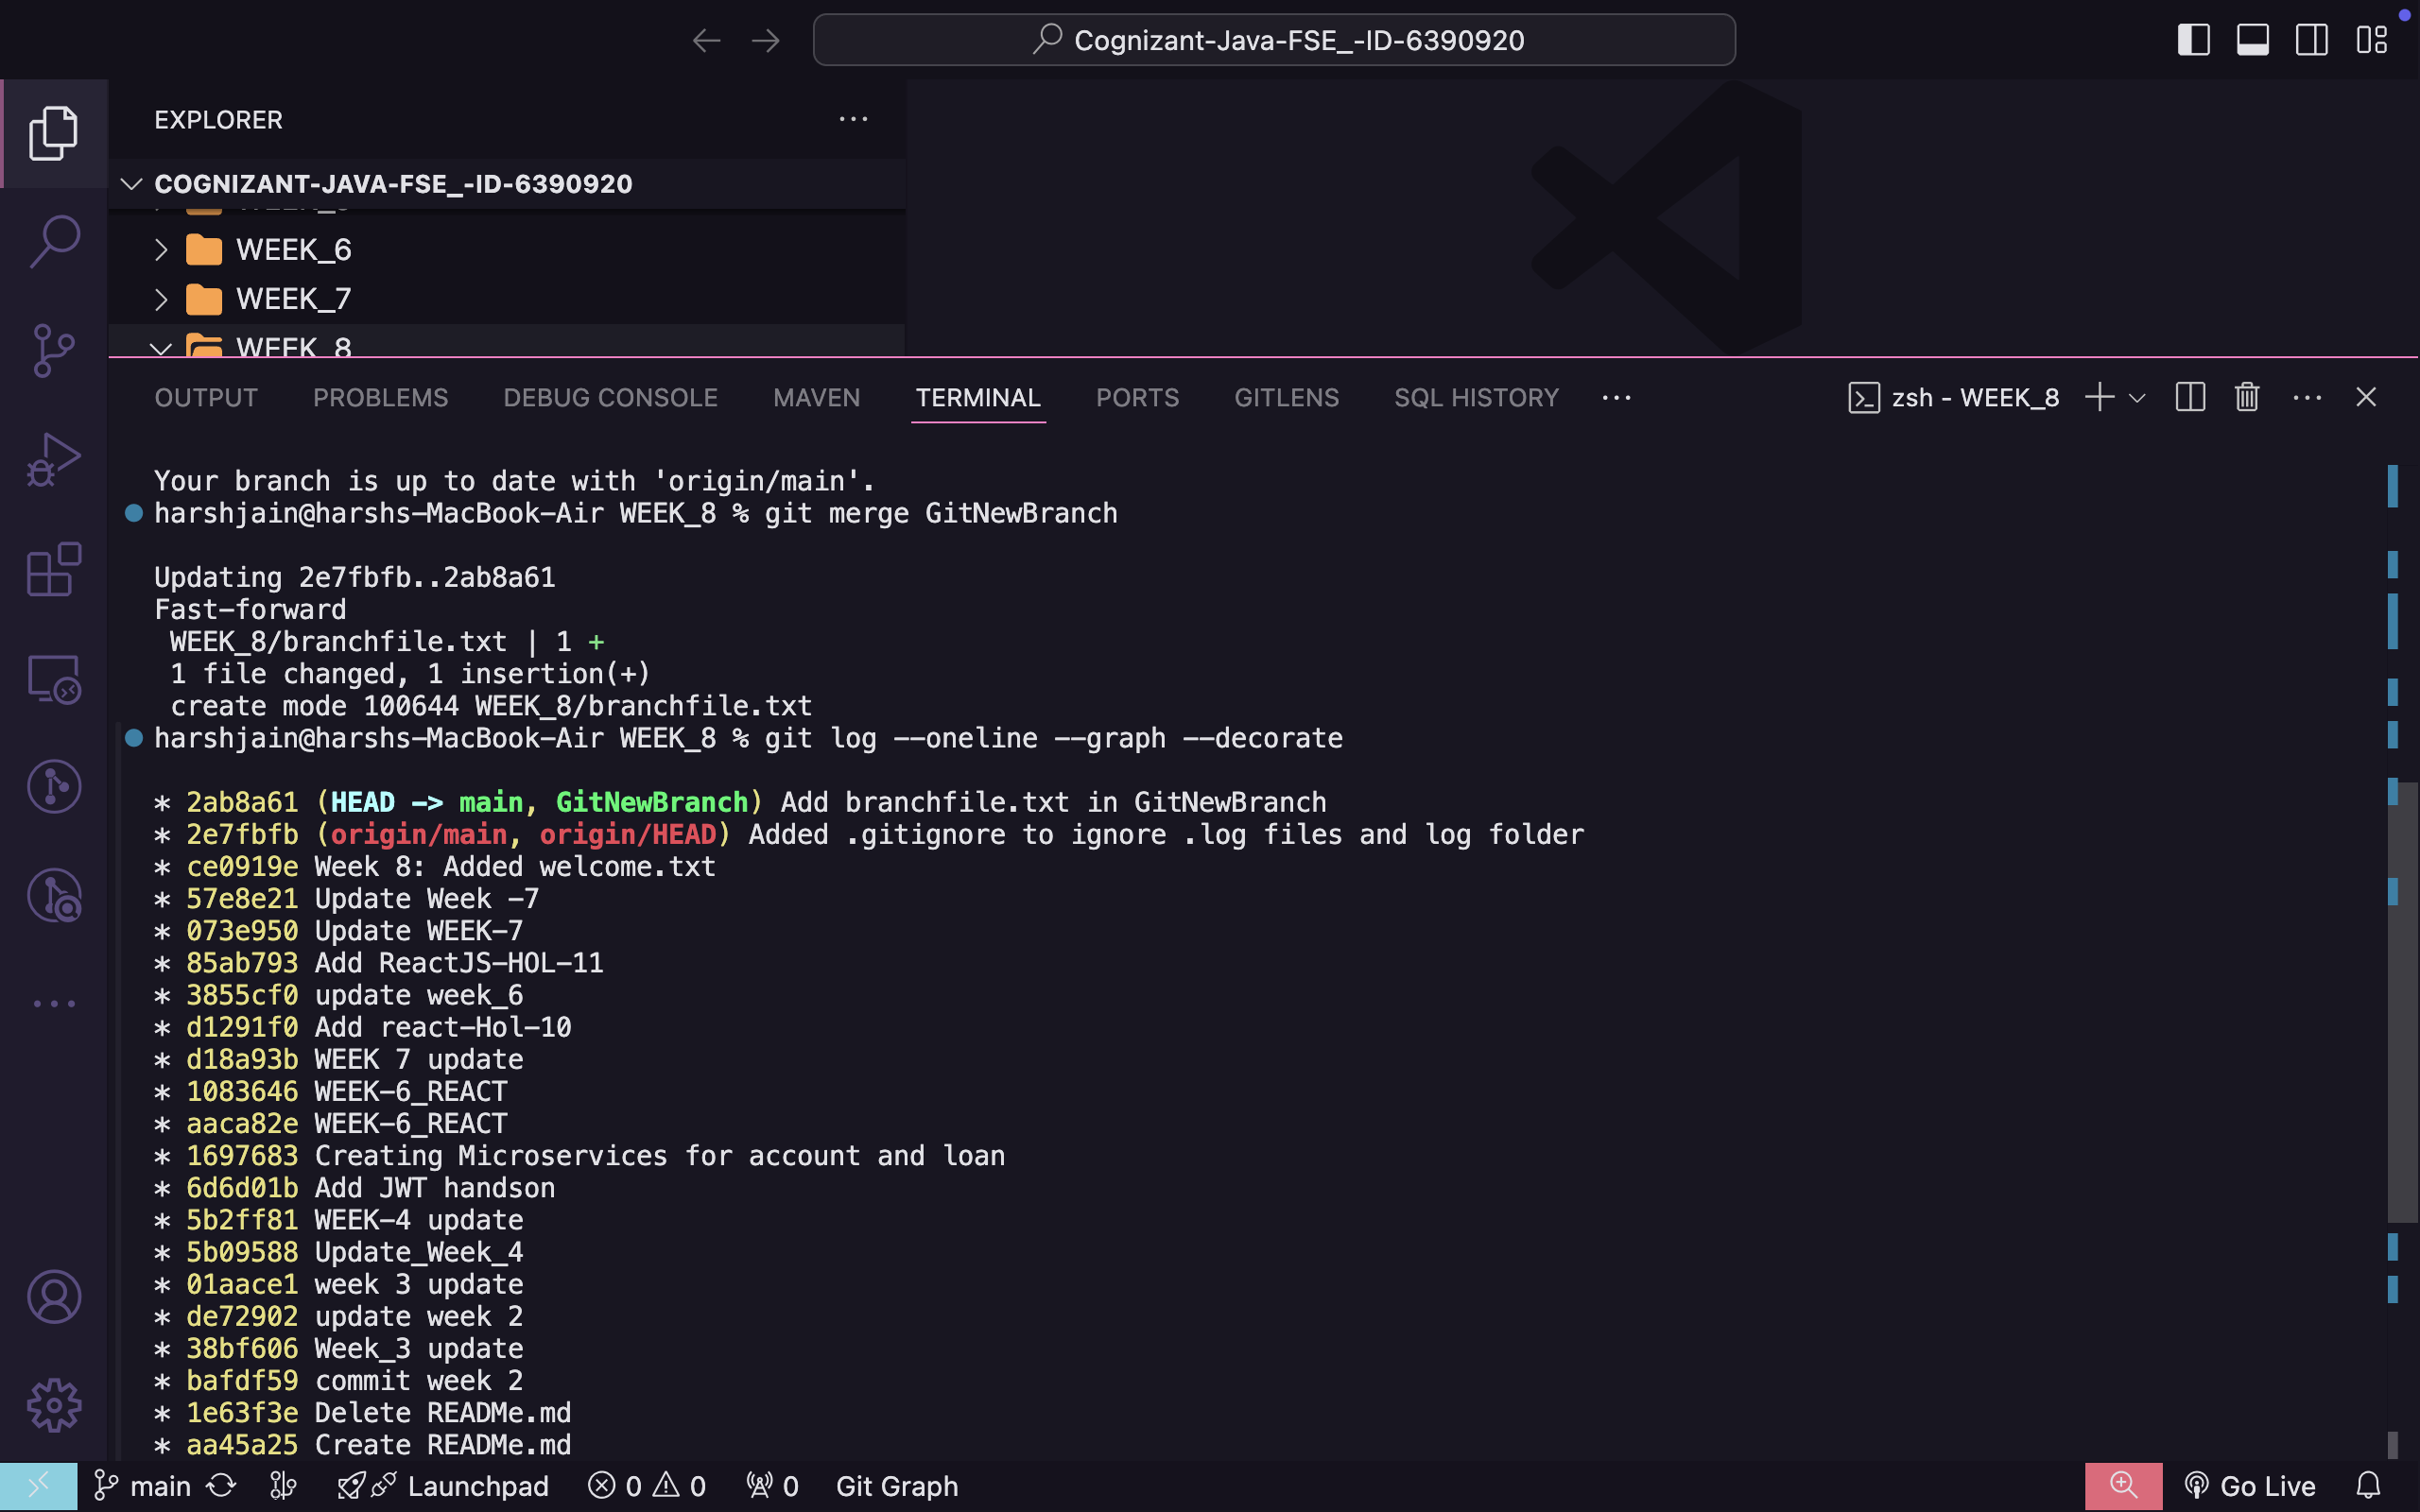 Cognizant-Java-FSE_-ID-6390920
EXPLORER
COGNIZANT-JAVA-FSE_-ID-6390920
WEEK_6
WEEK_7
WEEK_8
OUTPUT PROBLEMS DEBUG CONSOLE MAVEN TERMINAL PORTS GITLENS SQL HISTORY zsh - WEEK_8
Your branch is up to date with 'origin/main'.
harshjain@harshs-MacBook-Air WEEK_8 % git merge GitNewBranch
Updating 2e7fbfb..2ab8a61
Fast-forward
WEEK_8/branchfile.txt | 1 +
1 file changed, 1 insertion(+)
create mode 100644 WEEK_8/branchfile.txt
harshjain@harshs-MacBook-Air WEEK_8 % git log --oneline --graph --decorate
* 2ab8a61 (HEAD -> main, GitNewBranch) Add branchfile.txt in GitNewBranch
* 2e7fbfb (origin/main, origin/HEAD) Added .gitignore to ignore .log files and log folder
* ce0919e Week 8: Added welcome.txt
* 57e8e21 Update Week -7
* 073e950 Update WEEK-7
* 85ab793 Add ReactJS-HOL-11
* 3855cf0 update week_6
* d1291f0 Add react-Hol-10
* d18a93b WEEK 7 update
* 1083646 WEEK-6_REACT
* aaca82e WEEK-6_REACT
* 1697683 Creating Microservices for account and loan
* 6d6d01b Add JWT handson
* 5b2ff81 WEEK-4 update
* 5b09588 Update_Week_4
* 01aace1 week 3 update
* de72902 update week 2
* 38bf606 Week_3 update
* bafdf59 commit week 2
* 1e63f3e Delete READMe.md
* aa45a25 Create READMe.md
main Launchpad 0 0 0 Git Graph Go Live